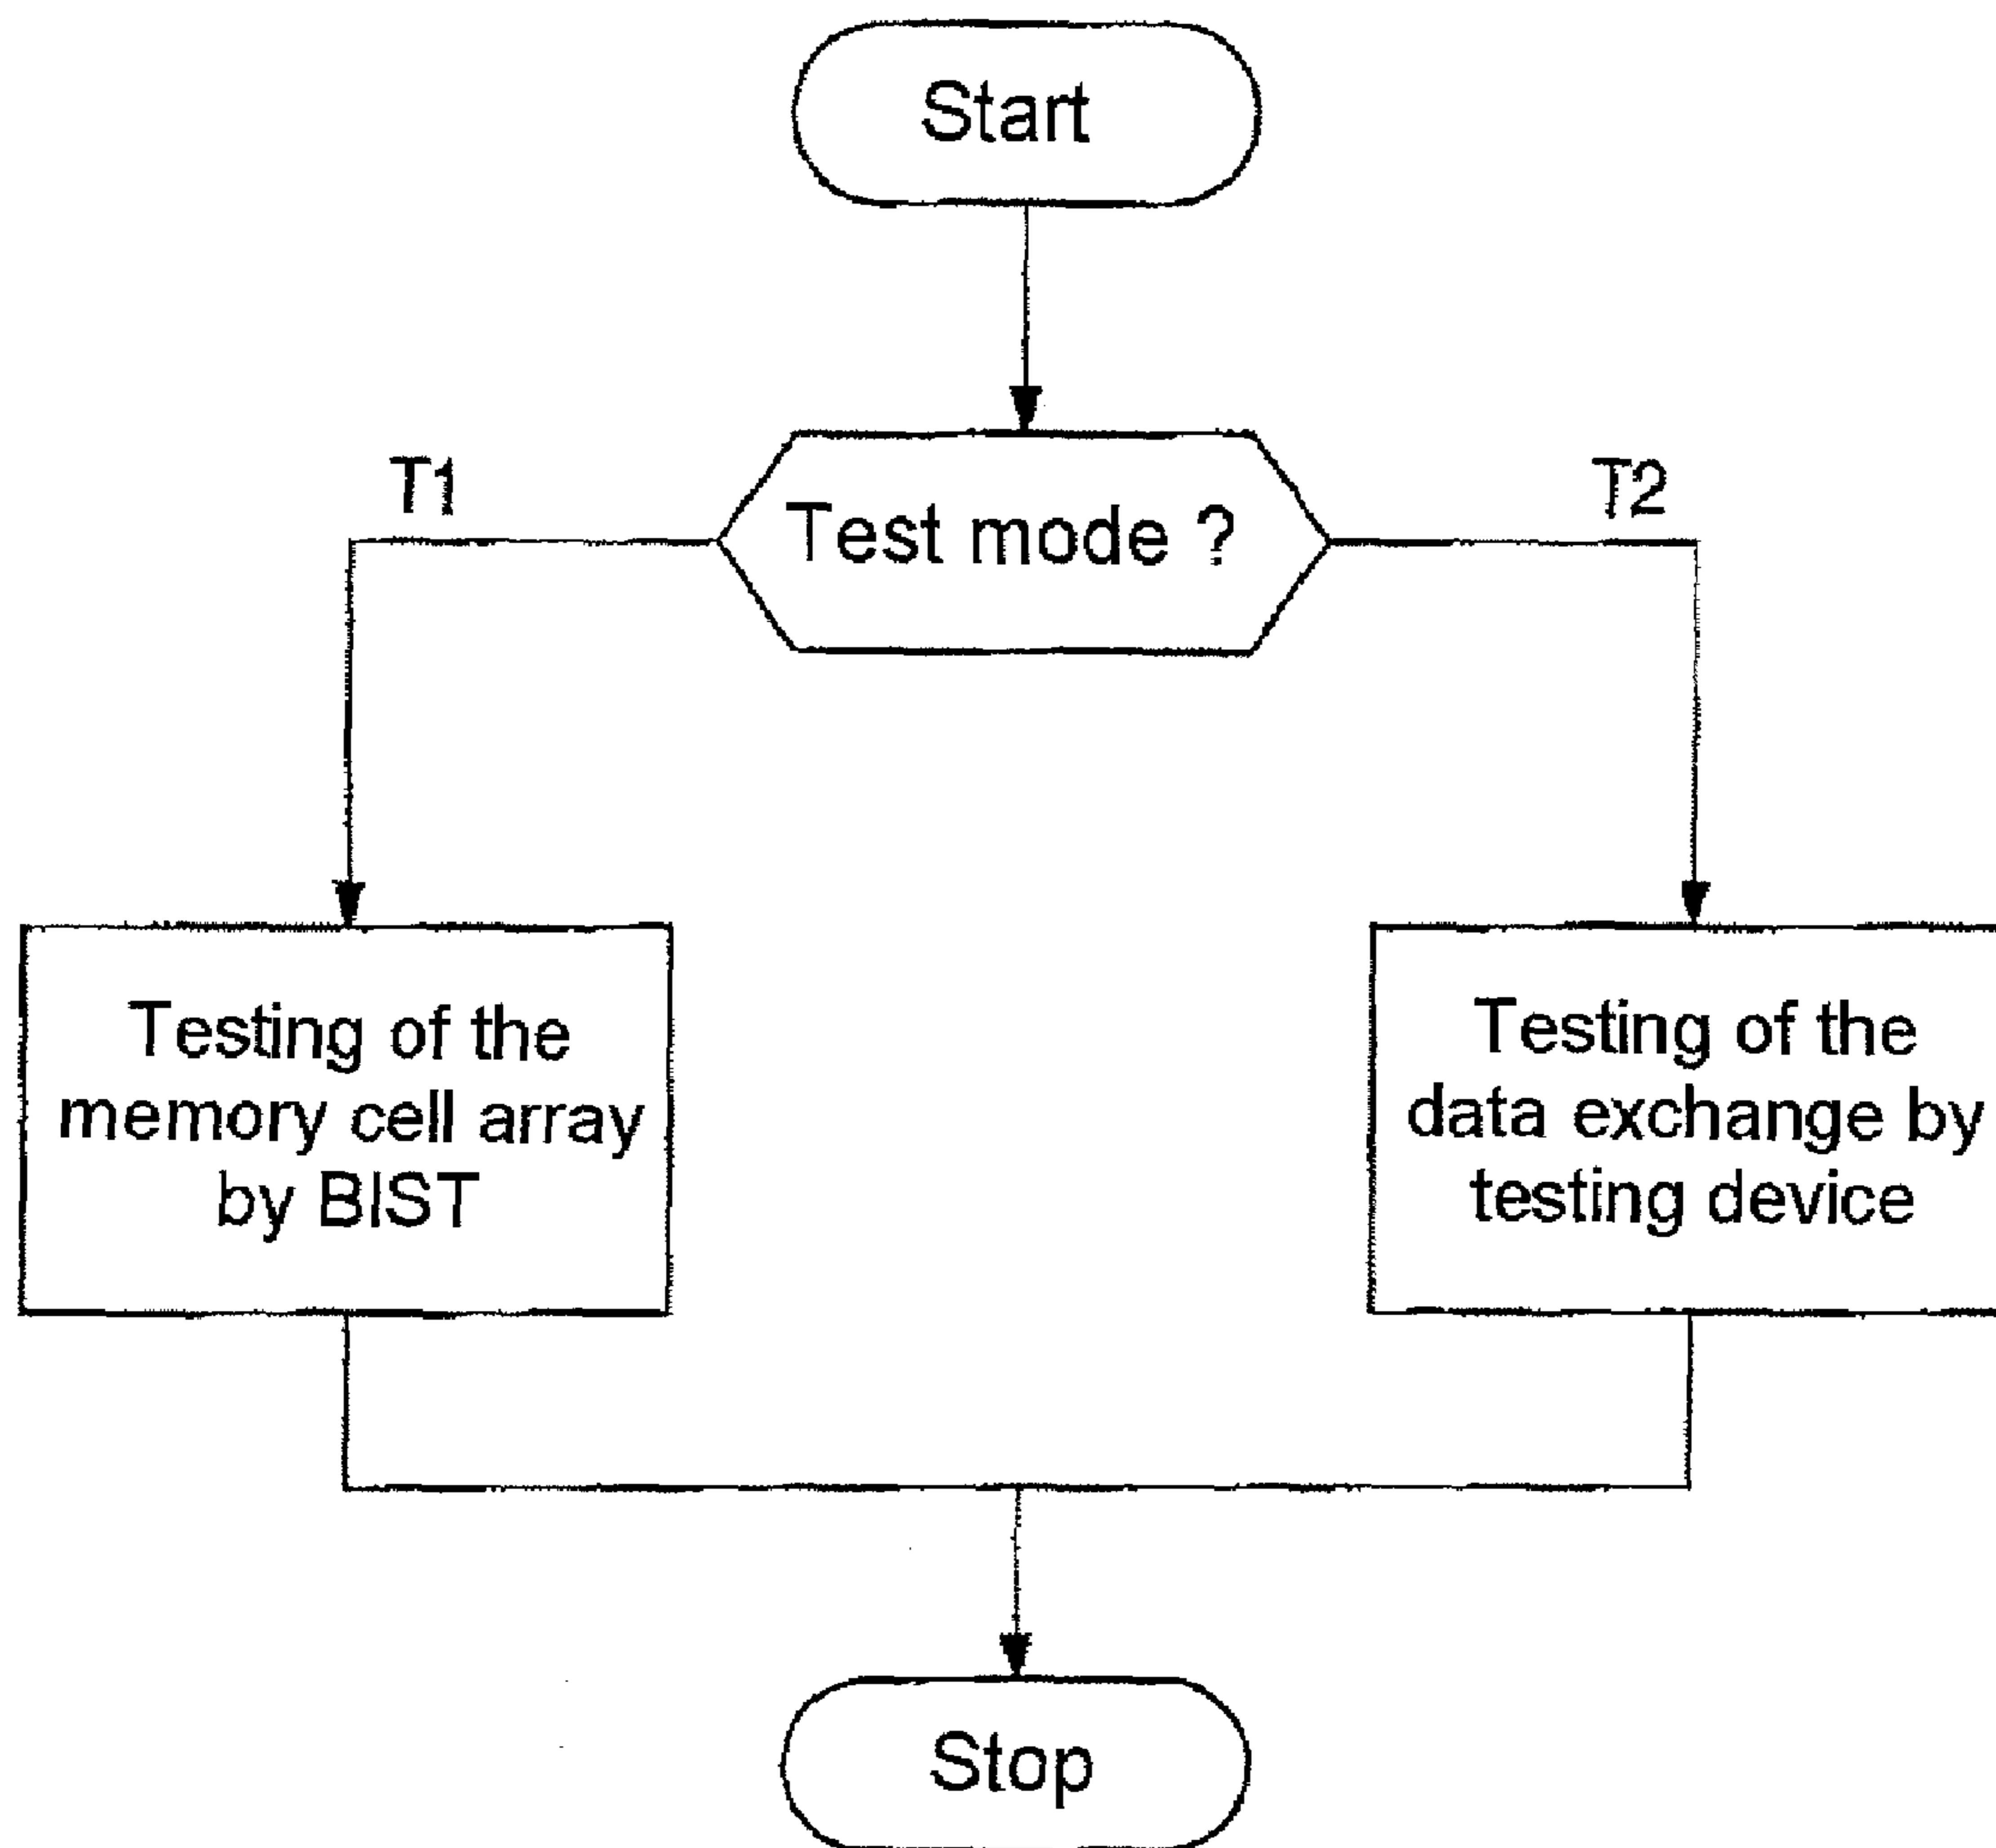 Start
T1
Test mode ?
T2
Testing of the
memory cell array
by BIST
Testing of the
data exchange by
testing device
Stop